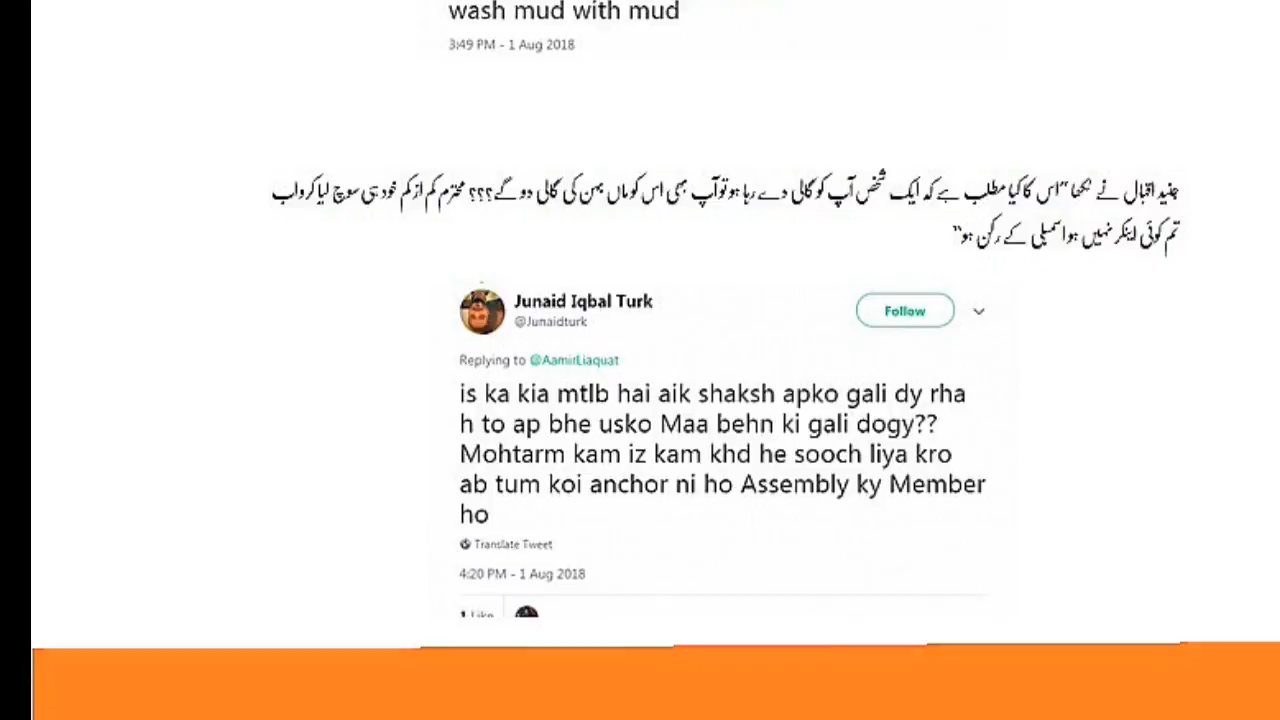 wash mud with mud
3:49 PM - 1 Aug 2018
جنید اقبال نے لکھا "اس کا کیا مطلب ہے کہ ایک شخص آپ کو گالی دے رہا ہو تو آپ بھی اس کو ماں بہن کی گالی دو گے؟؟؟ محترم کم از کم خود ہی سوچ لیا کرو اب
تم کوئی اینکر نہیں ہو اسمبلی کے رکن ہو"
Junaid Iqbal Turk
Follow
@Junaidturk
Replying to @AamirLiaquat
is ka kia mtlb hai aik shaksh apko gali dy rha
h to ap bhe usko Maa behn ki gali dogy??
Mohtarm kam iz kam khd he sooch liya kro
ab tum koi anchor ni ho Assembly ky Member
ho
Translate Tweet
4:20 PM - 1 Aug 2018
1 Like